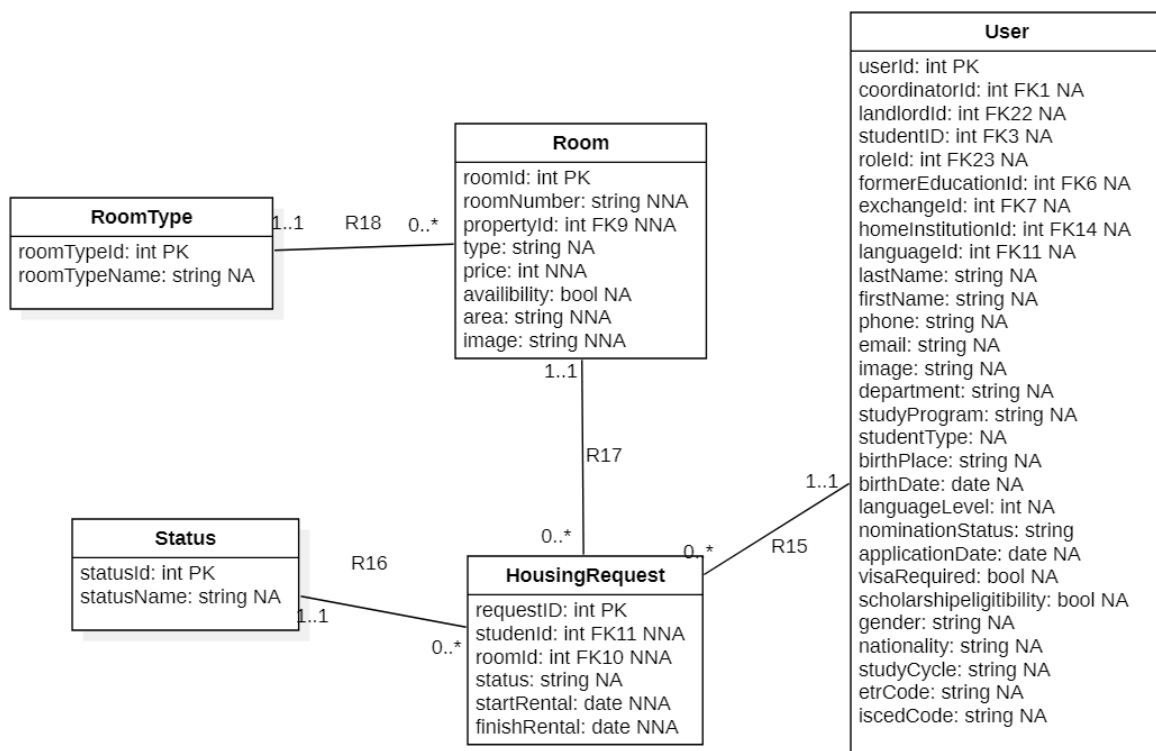 User
userId: int PK
coordinatorId: int FK1 NA
landlordId: int FK22 NA
studentID: int FK3 NA
roleId: int FK23 NA
formerEducationId: int FK6 NA
exchangeId: int FK7 NA
homeInstitutionId: int FK14 NA
languageId: int FK11 NA
lastName: string NA
firstName: string NA
phone: string NA
email: string NA
image: string NA
department: string NA
studyProgram: string NA
studentType: NA
birthPlace: string NA
birthDate: date NA
languageLevel: int NA
nominationStatus: string
applicationDate: date NA
visaRequired: bool NA
scholarshipeligitibility: bool NA
gender: string NA
nationality: string NA
studyCycle: string NA
etrCode: string NA
iscedCode: string NA
Room
roomId: int PK
roomNumber: string NNA
propertyId: int FK9 NNA
type: string NA
price: int NNA
availibility: bool NA
area: string NNA
image: string NNA
RoomType
roomTypeId: int PK
roomTypeName: string NA
1..1
R18
0..*
1..1
R17
0..*
1..1
R15
0..*
Status
statusId: int PK
statusName: string NA
R16
1..1
0..*
HousingRequest
requestID: int PK
studenId: int FK11 NNA
roomId: int FK10 NNA
status: string NA
startRental: date NNA
finishRental: date NNA